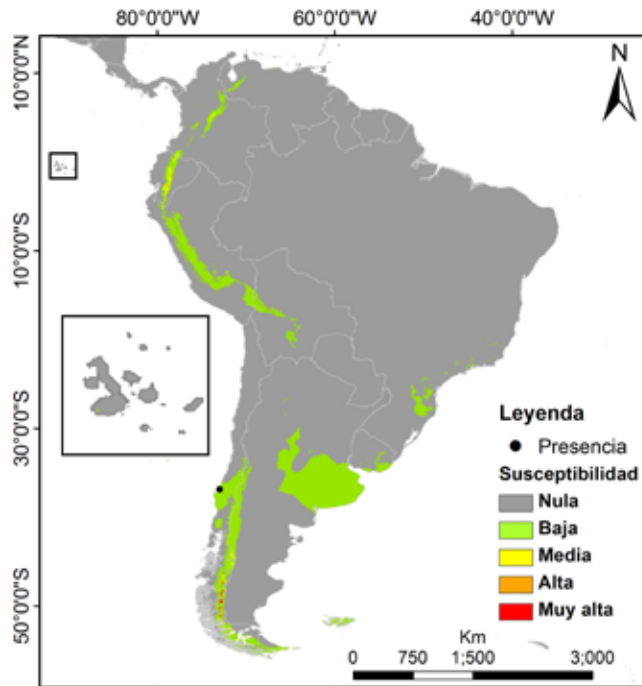 80°0'0"W 60°0'0"W 40°0'0"W
N
10°0'0"N
10°0'0"S
30°0'0"S
50°0'0"S
Leyenda
Presencia
Susceptibilidad
Nula
Baja
Media
Alta
Muy alta
Km
0 750 1;500 3;000